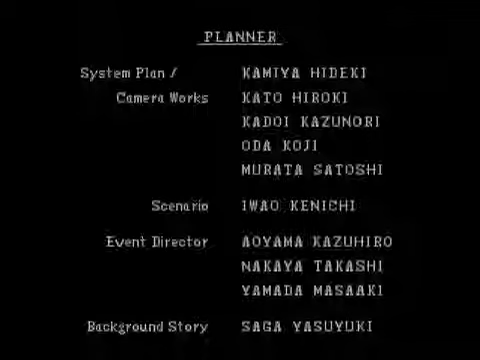 PLANNER
System Plan / KAMIYA HIDEKI
Camera Works KATO HIROKI
KADOI KAZUNORI
ODA KOJI
MURATA SATOSHI
Scenario IWAO KENICHI
Event Director AOYAMA KAZUHIRO
NAKAYA TAKASHI
YAMADA MASAAKI
Background Story SAGA YASUYUKI